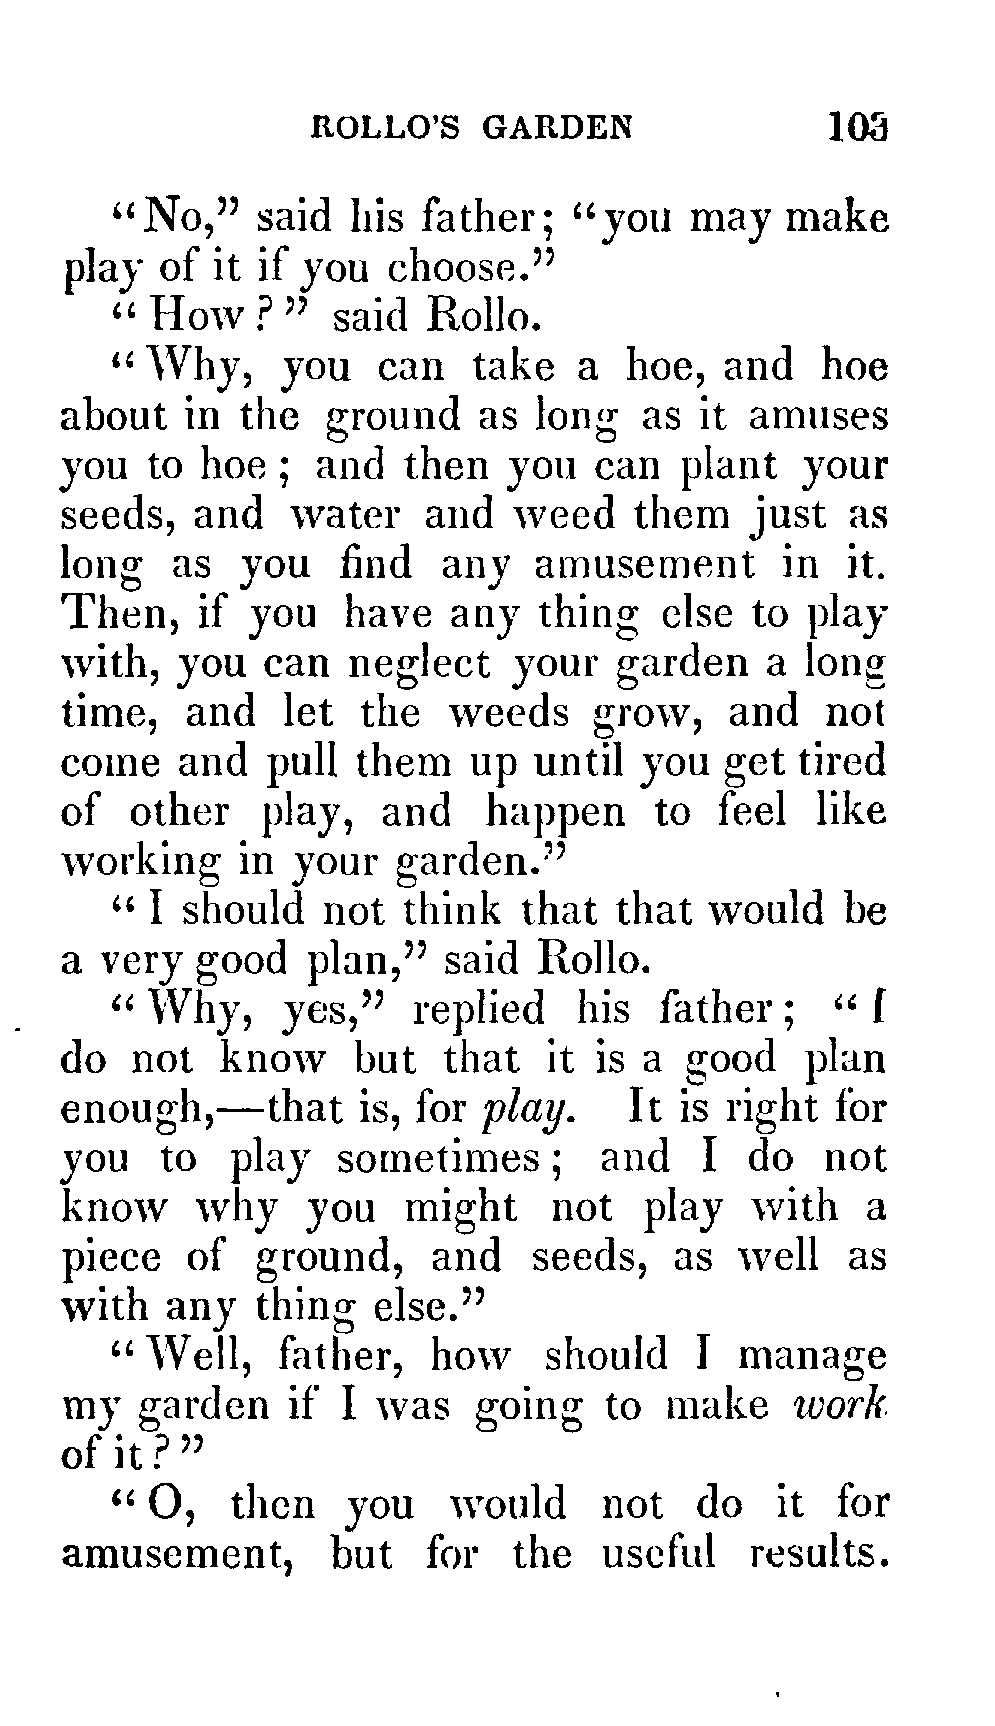 ROLLO'S GARDEN 103
“No,” said his father; “you may make
play of it if you choose.”
“How?” said Rollo.
“Why, you can take a hoe, and hoe
about in the ground as long as it amuses
you to hoe; and then you can plant your
seeds, and water and weed them just as
long as you find any amusement in it.
Then, if you have any thing else to play
with, you can neglect your garden a long
time, and let the weeds grow, and not
come and pull them up until you get tired
of other play, and happen to feel like
working in your garden.”
“I should not think that that would be
a very good plan,” said Rollo.
“Why, yes,” replied his father; “I
do not know but that it is a good plan
enough,—that is, for play. It is right for
you to play sometimes; and I do not
know why you might not play with a
piece of ground, and seeds, as well as
with any thing else.”
“Well, father, how should I manage
my garden if I was going to make work
of it?”
“O, then you would not do it for
amusement, but for the useful results.